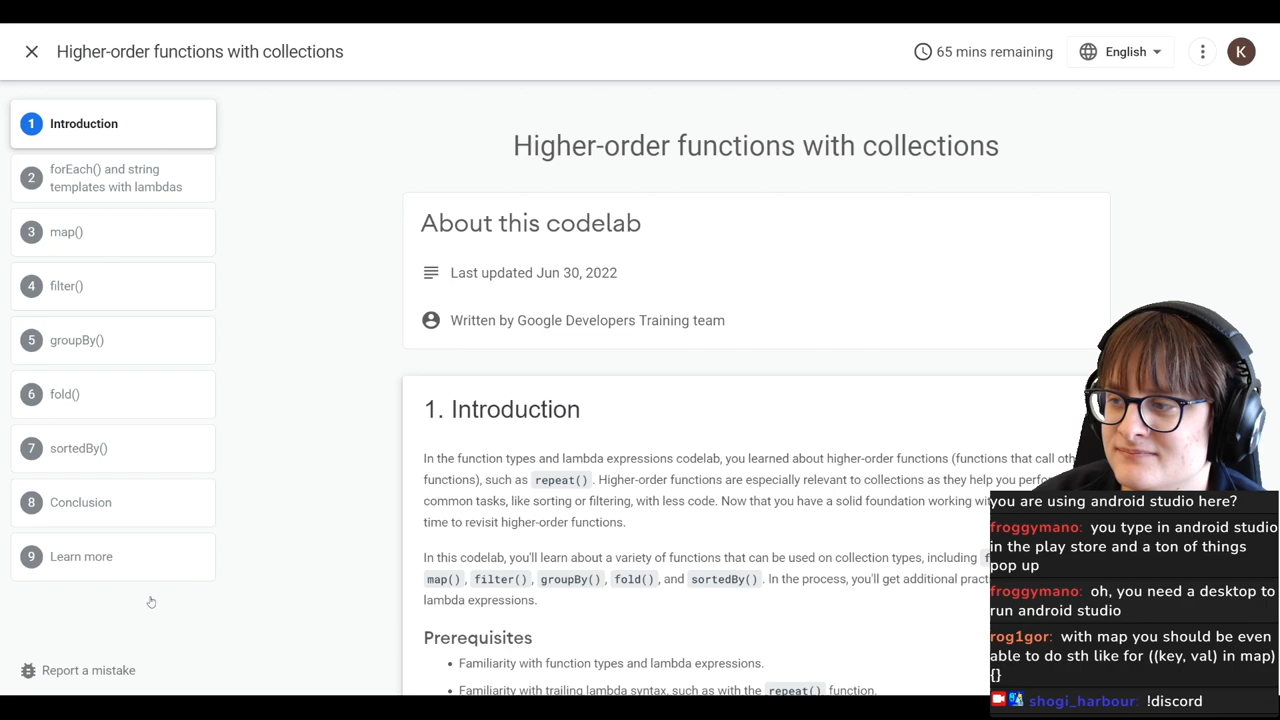 Higher-order functions with collections
65 mins remaining
English
K
1 Introduction
2 forEach() and string
templates with lambdas
3 map()
4 filter()
5 groupBy()
6 fold()
7 sortedBy()
8 Conclusion
9 Learn more
Report a mistake
Higher-order functions with collections
About this codelab
Last updated Jun 30, 2022
Written by Google Developers Training team
1. Introduction
In the function types and lambda expressions codelab, you learned about higher-order functions (functions that call oth
functions), such as repeat(). Higher-order functions are especially relevant to collections as they help you perfo
common tasks, like sorting or filtering, with less code. Now that you have a solid foundation working wi
time to revisit higher-order functions.
In this codelab, you'll learn about a variety of functions that can be used on collection types, including f
map(), filter(), groupBy(), fold(), and sortedBy(). In the process, you'll get additional pract
lambda expressions.
Prerequisites
• Familiarity with function types and lambda expressions.
• Familiarity with trailing lambda syntax, such as with the repeat() function.
you are using android studio here?
froggymano: you type in android studio
in the play store and a ton of things
pop up
froggymano: oh, you need a desktop to
run android studio
rog1gor: with map you should be even
able to do sth like for ((key, val) in map)
{}
shogi_harbour: !discord